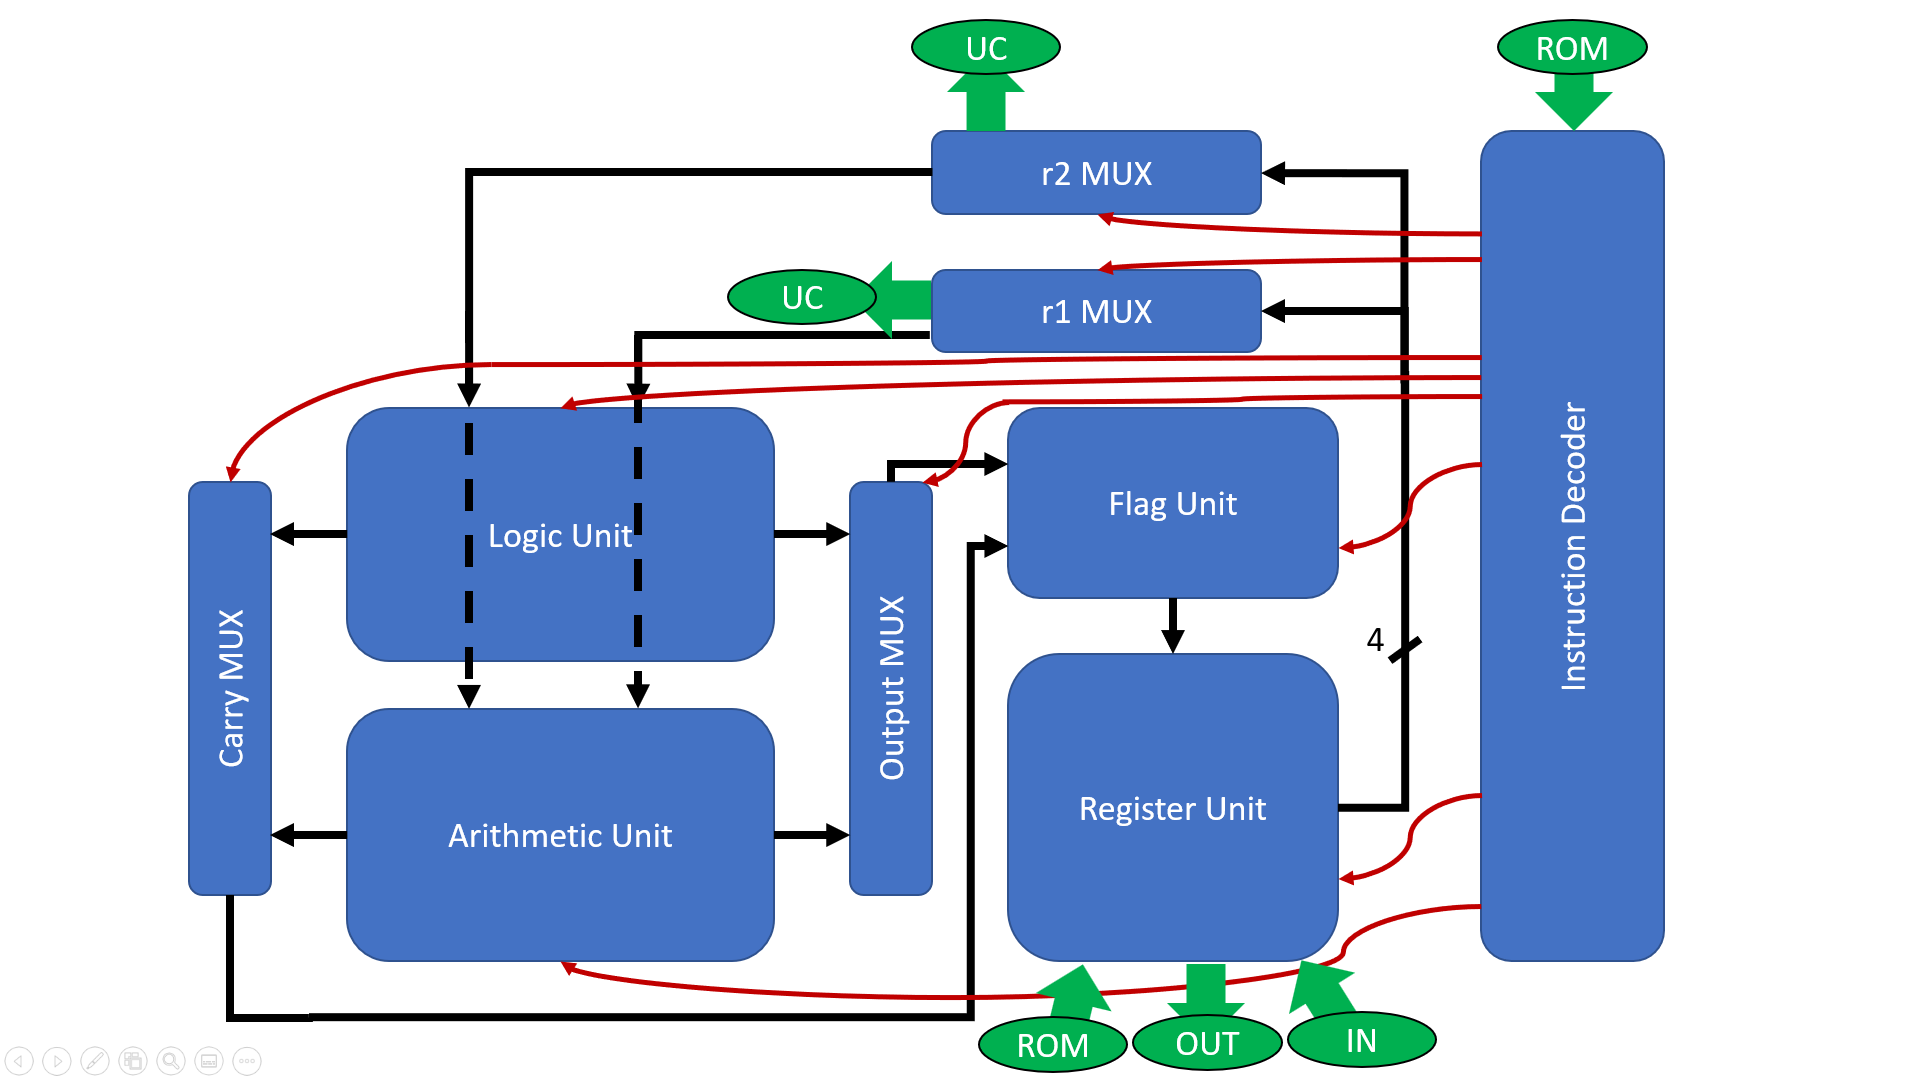 UC
ROM
r2 MUX
UC
r1 MUX
Logic Unit
Flag Unit
Instruction Decoder
Carry MUX
Output MUX
4
Arithmetic Unit
Register Unit
ROM
OUT
IN